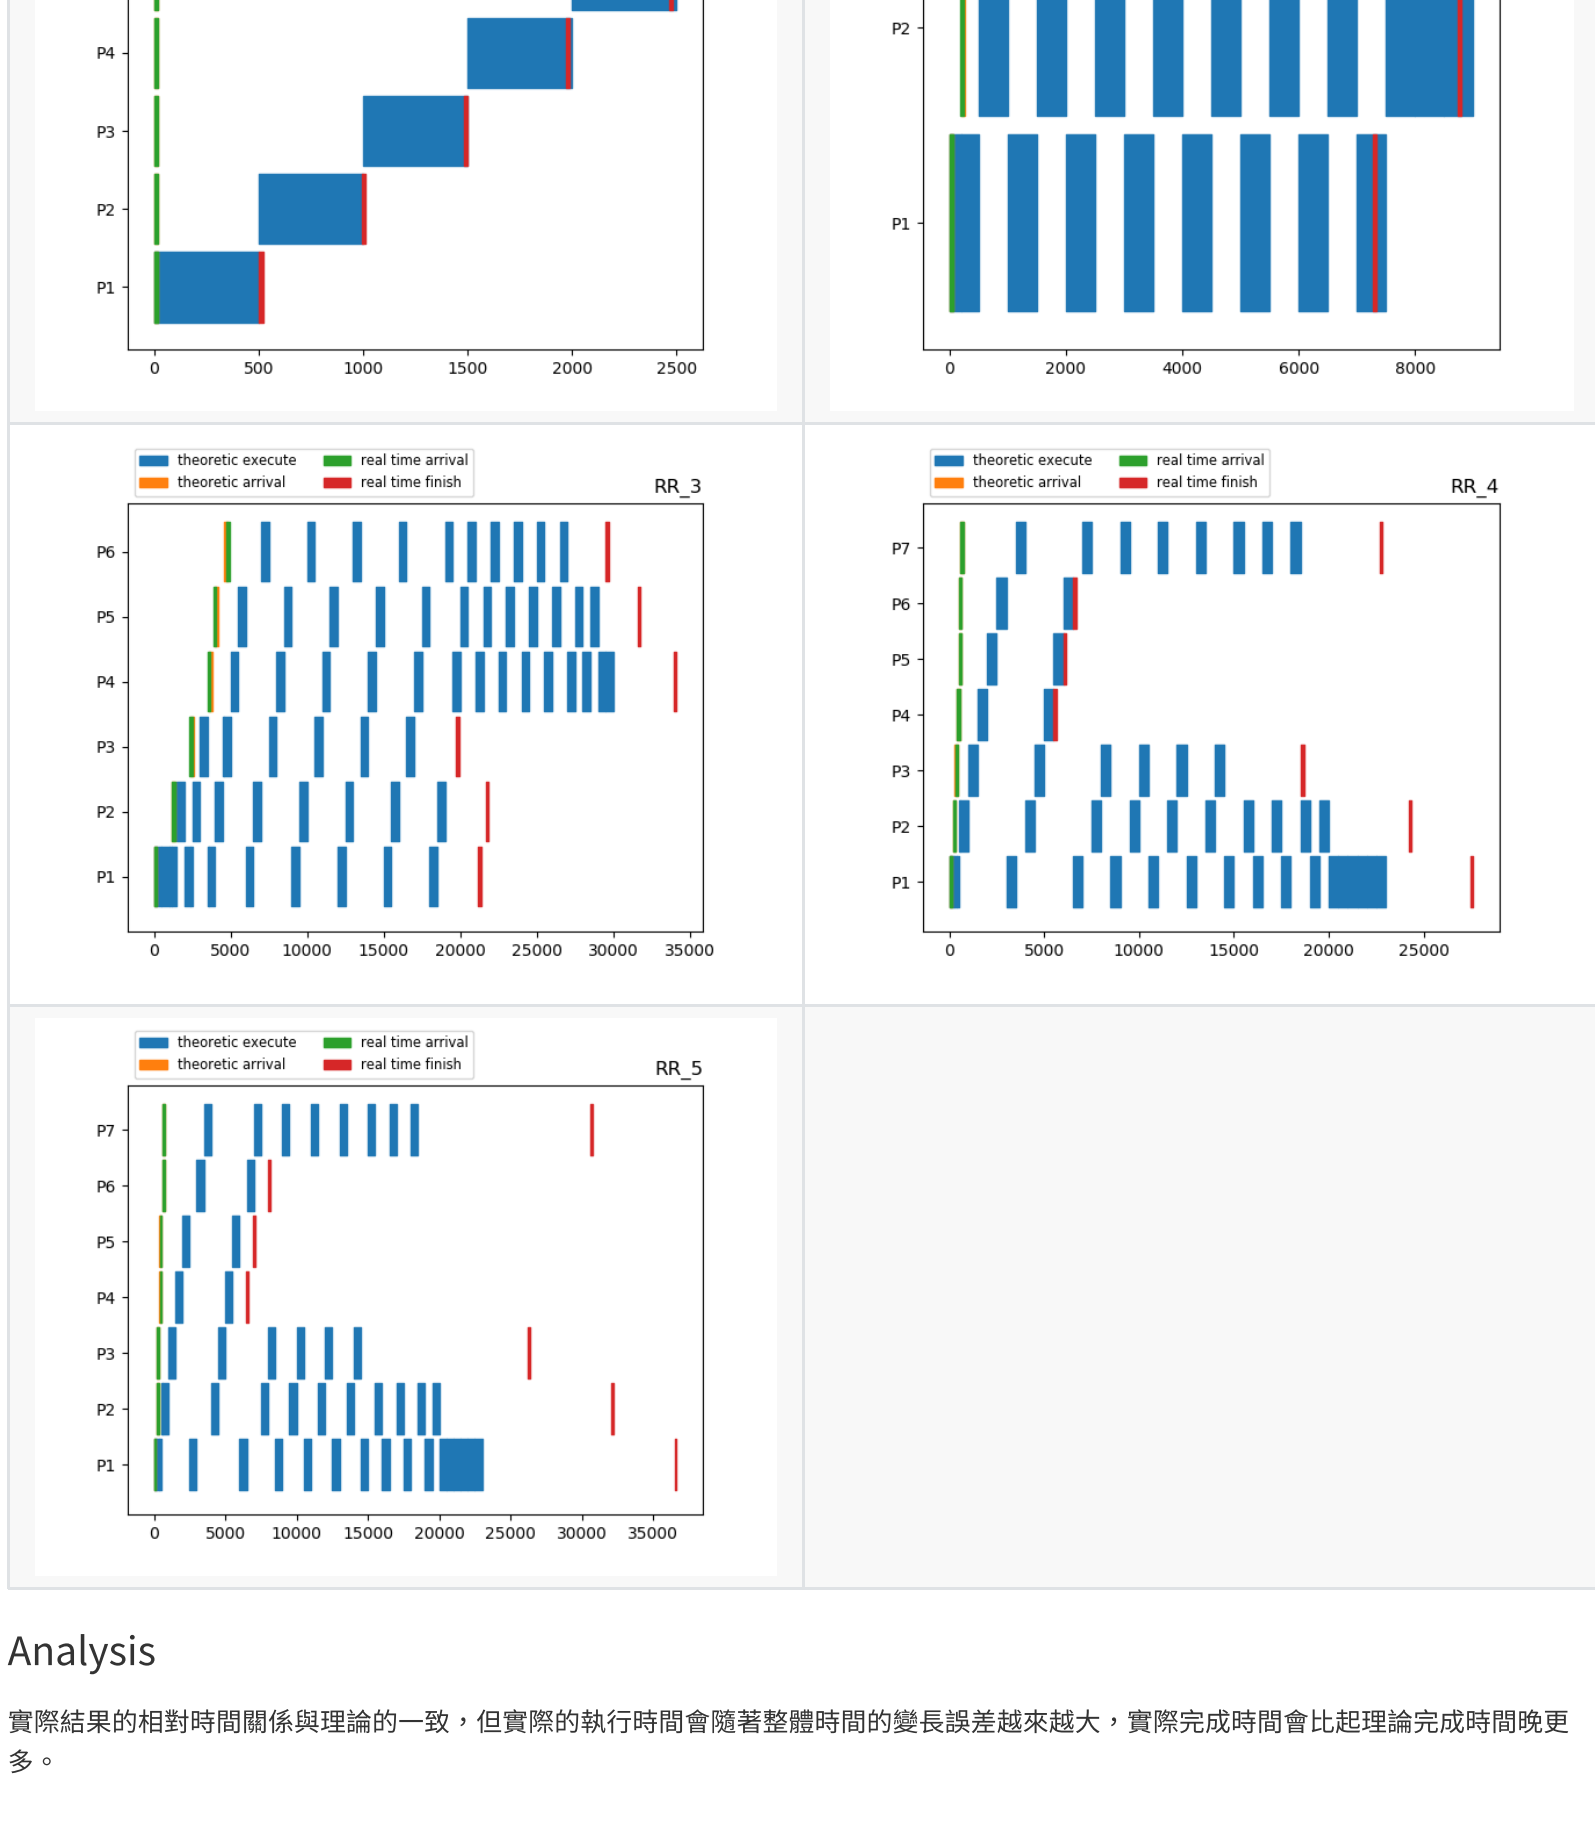 P4
P3
P2
P1
0 500 1000 1500 2000 2500
P2
P1
0 2000 4000 6000 8000
theoretic execute real time arrival
theoretic arrival real time finish
RR_3
P6
P5
P4
P3
P2
P1
0 5000 10000 15000 20000 25000 30000 35000
theoretic execute real time arrival
theoretic arrival real time finish
RR_4
P7
P6
P5
P4
P3
P2
P1
0 5000 10000 15000 20000 25000
theoretic execute real time arrival
theoretic arrival real time finish
RR_5
P7
P6
P5
P4
P3
P2
P1
0 5000 10000 15000 20000 25000 30000 35000
Analysis
實際結果的相對時間關係與理論的一致，但實際的執行時間會隨著整體時間的變長誤差越來越大，實際完成時間會比起理論完成時間晚更
多。